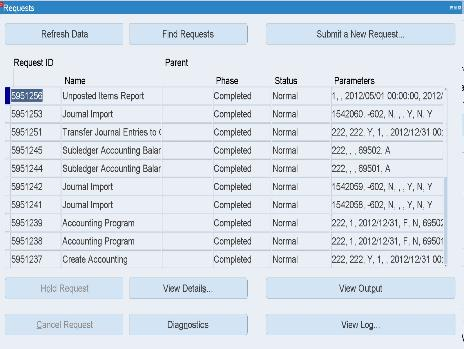 Requests
Refresh Data Find Requests Submit a New Request...
Request ID Parent
Name Phase Status Parameters
5951256 Unposted Items Report Completed Normal 1, , 2012/05/01 00:00:00, 2012/
5951253 Journal Import Completed Normal 1542060, -602, N, , , Y, N, Y
5951251 Transfer Journal Entries to G Completed Normal 222, 222, Y, 1, , 2012/12/31 00:
5951245 Subledger Accounting Balan Completed Normal 222, , , 69502, A
5951244 Subledger Accounting Balan Completed Normal 222, , , 69501, A
5951242 Journal Import Completed Normal 1542059, -602, N, , , Y, N, Y
5951241 Journal Import Completed Normal 1542058, -602, N, , , Y, N, Y
5951239 Accounting Program Completed Normal 222, 1, 2012/12/31, F, N, 69502
5951238 Accounting Program Completed Normal 222, 1, 2012/12/31, F, N, 69501
5951237 Create Accounting Completed Normal 222, 222, Y, 1, , 2012/12/31 00:
Hold Request View Details... View Output
Cancel Request Diagnostics View Log...